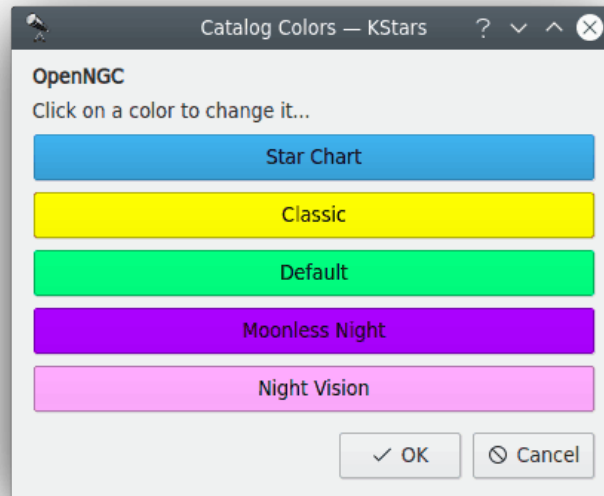 Catalog Colors — KStars
OpenNGC
Click on a color to change it...
Star Chart
Classic
Default
Moonless Night
Night Vision
OK
Cancel